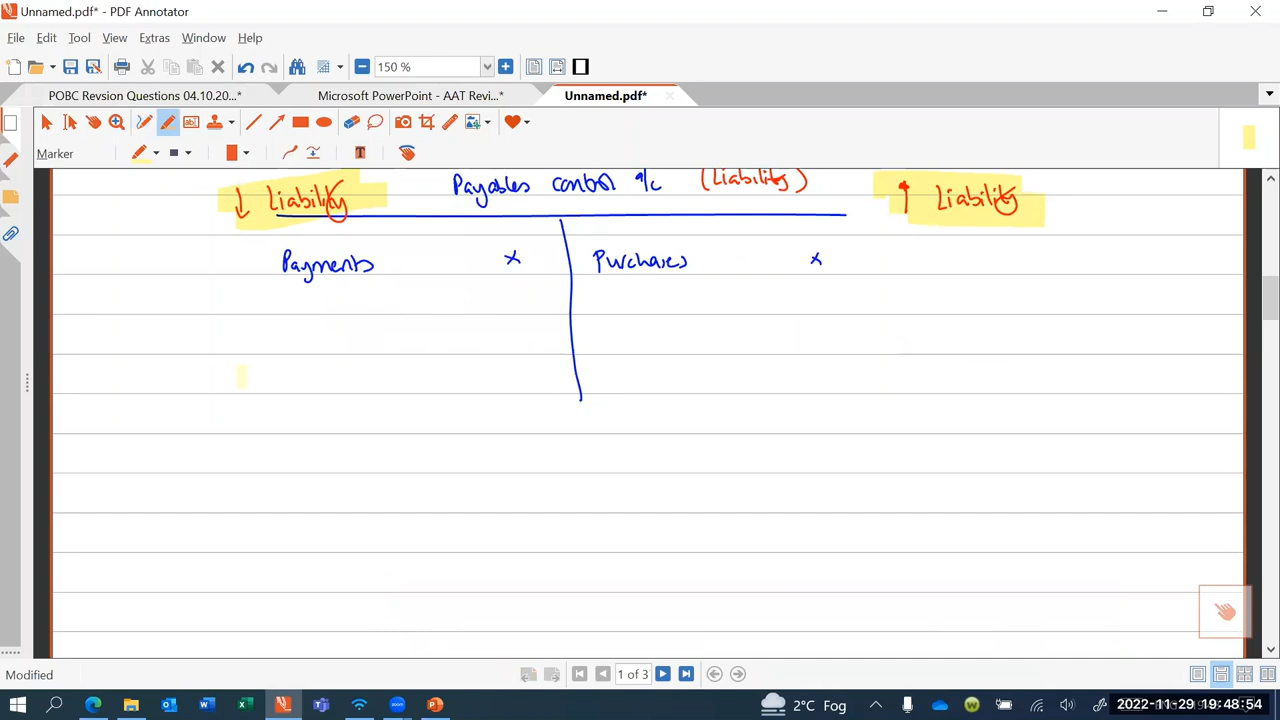 Unnamed.pdf* - PDF Annotator
File Edit Tool View Extras Window Help
150 %
POBC Revsion Questions 04.10.20...* Microsoft PowerPoint - AAT Revi...* Unnamed.pdf*
Marker
↓ Liability Payables control a/c (Liability) ↑ Liability
Payments x Purchases x
Modified 1 of 3
2°C Fog 2022-11-29 19:48:54